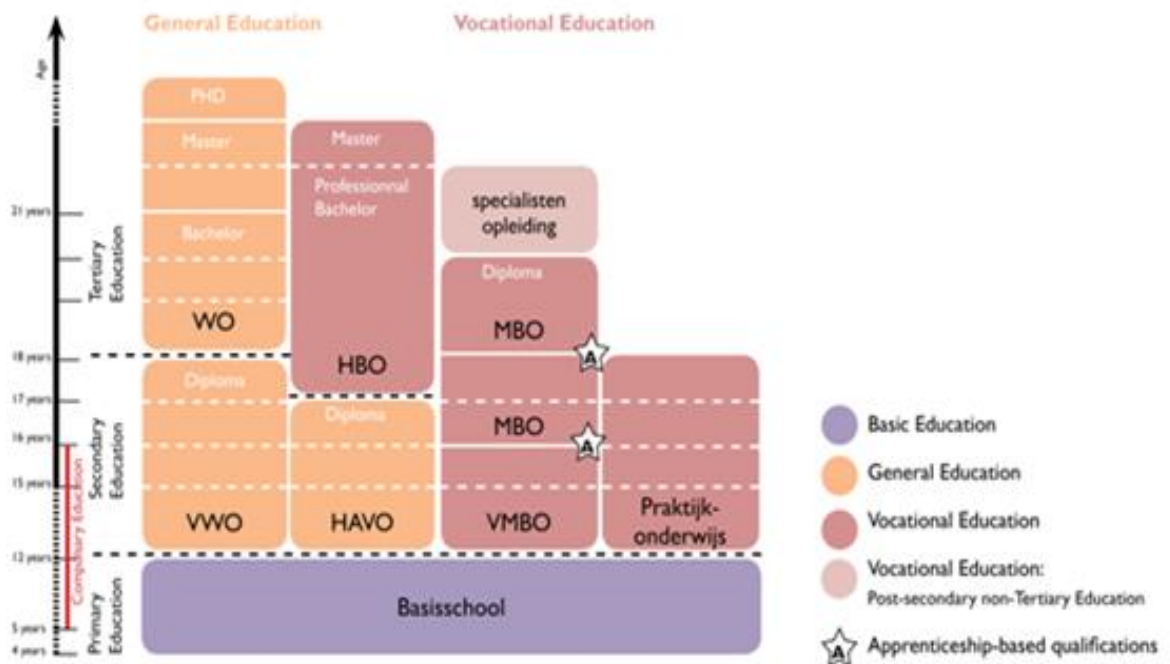 General Education
Vocational Education
Age
PHD
Master
Bachelor
WO
Master
Professionnal
Bachelor
HBO
specialisten
opleiding
Diploma
MBO
A
MBO
A
VMBO
Diploma
VWO
Diploma
HAVO
Praktijk-
onderwijs
Basisschool
21 years
18 years
17 years
16 years
15 years
12 years
5 years
4 years
Tertiary
Education
Secondary
Education
Primary
Education
Compulsary Education
Basic Education
General Education
Vocational Education
Vocational Education:
Post-secondary non-Tertiary Education
A
Apprenticeship-based qualifications